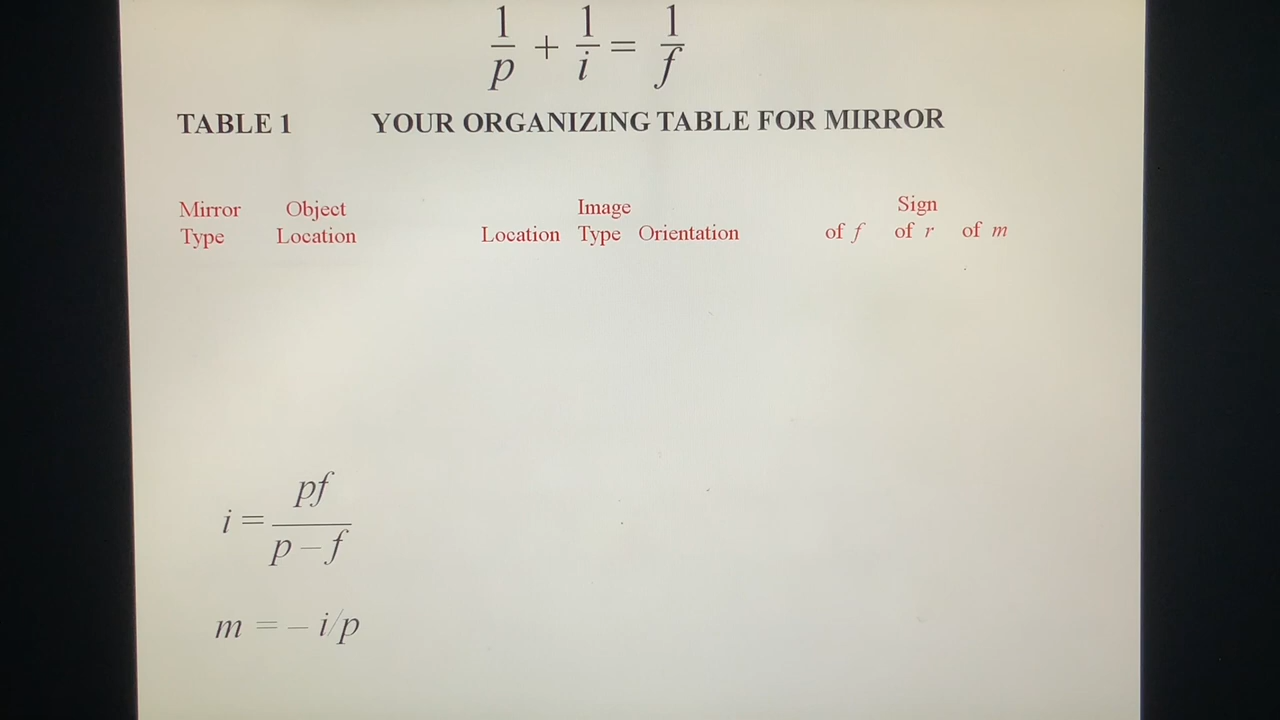 1/p + 1/i = 1/f
TABLE 1 YOUR ORGANIZING TABLE FOR MIRROR
Mirror Object Image Sign
Type Location Location Type Orientation of f of r of m
i = pf/(p – f)
m = – i/p